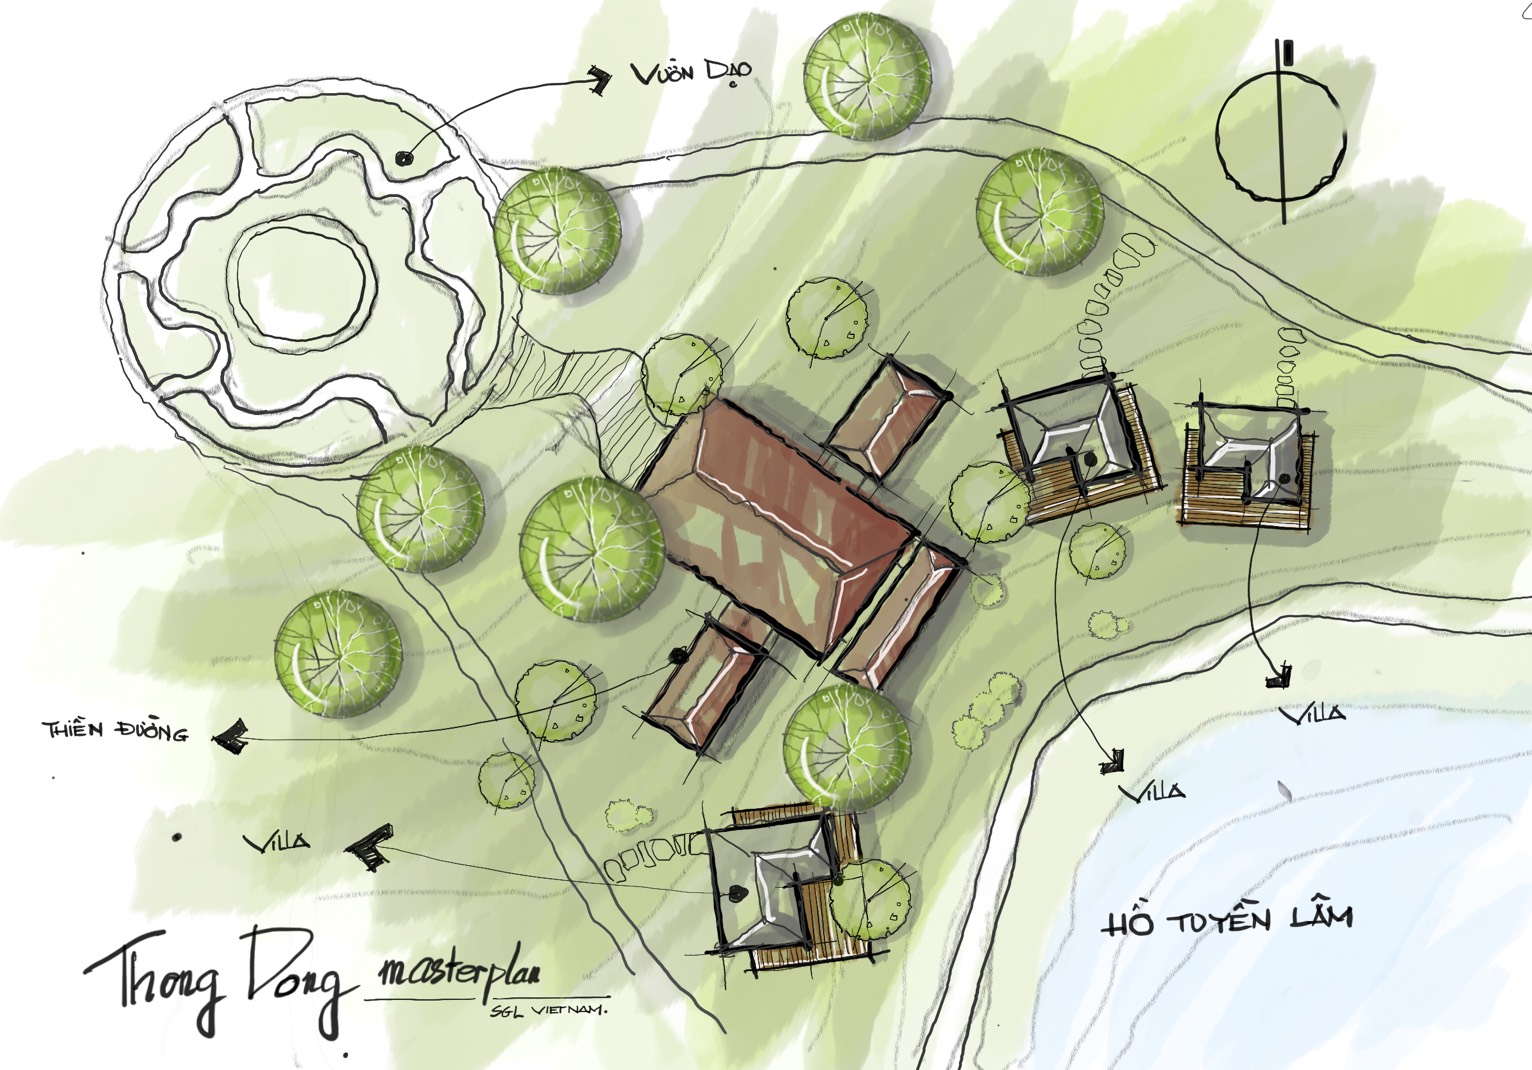 VƯỜN DẠO
THIỀN ĐƯỜNG
VILLA
VILLA
VILLA
HỒ TUYỀN LÂM
Thong Dong masterplan
SGL VIETNAM.